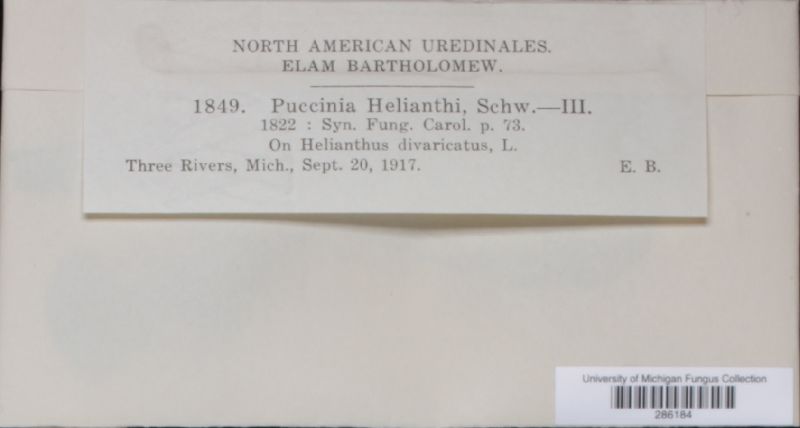 NORTH AMERICAN UREDINALES.
ELAM BARTHOLOMEW.
1849. Puccinia Helianthi, Schw.—III.
1822 : Syn. Fung. Carol. p. 73.
On Helianthus divaricatus, L.
Three Rivers, Mich., Sept. 20, 1917. E. B.
University of Michigan Fungus Collection
286184